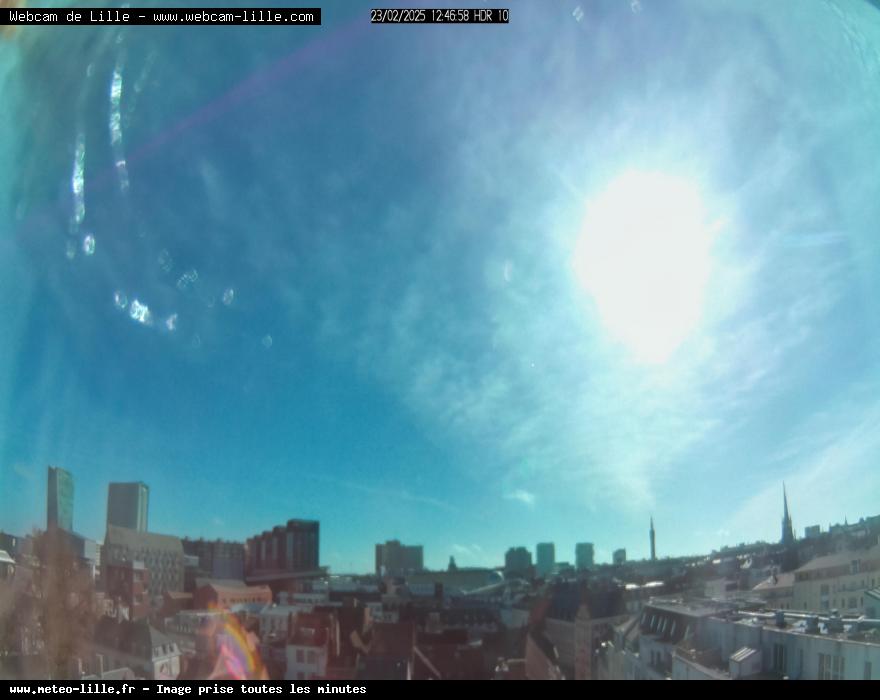 Webcam de Lille - www.webcam-lille.com
23/02/2025 12:46:58 HDR 10
www.meteo-lille.fr - Image prise toutes les minutes